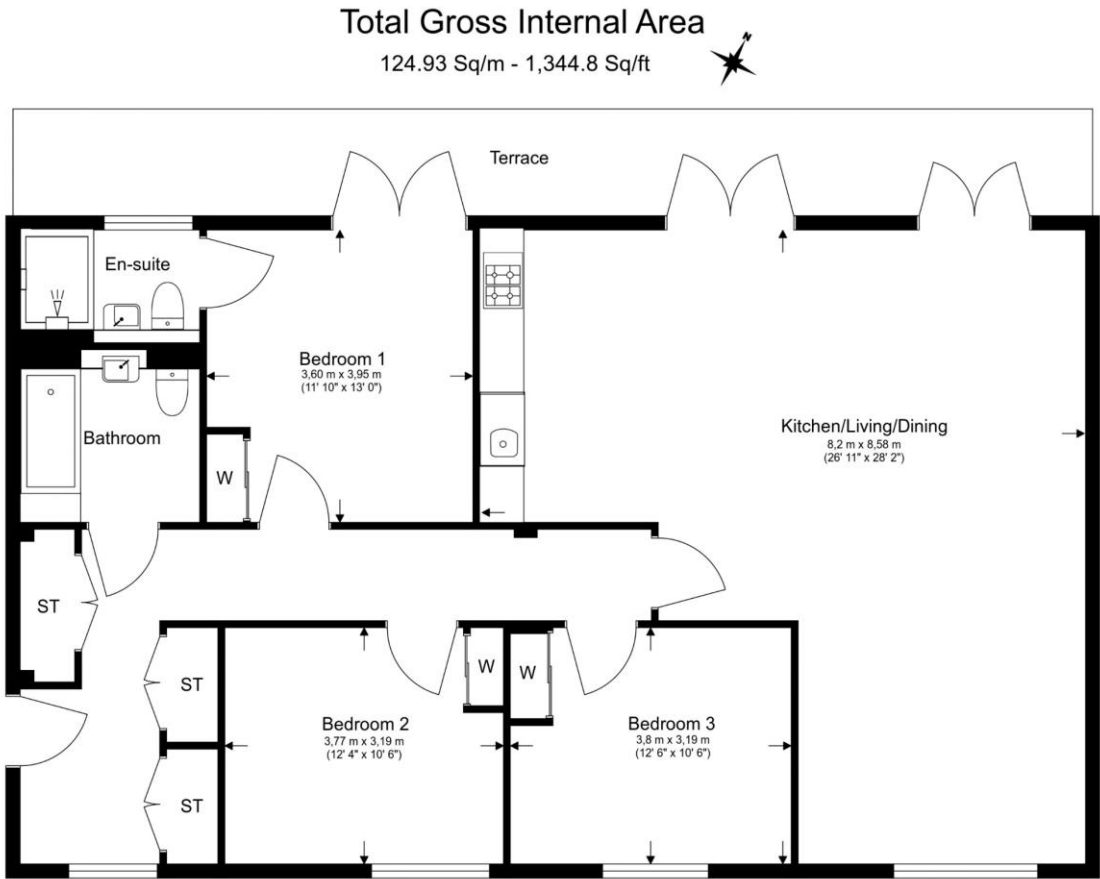 Total Gross Internal Area
124.93 Sq/m - 1,344.8 Sq/ft
N
Terrace
En-suite
Bedroom 1
3,60 m x 3,95 m
(11' 10" x 13' 0")
Kitchen/Living/Dining
8,2 m x 8,58 m
(26' 11" x 28' 2")
Bathroom
W
ST
ST
W
W
Bedroom 2
3,77 m x 3,19 m
(12' 4" x 10' 6")
Bedroom 3
3,8 m x 3,19 m
(12' 6" x 10' 6")
ST